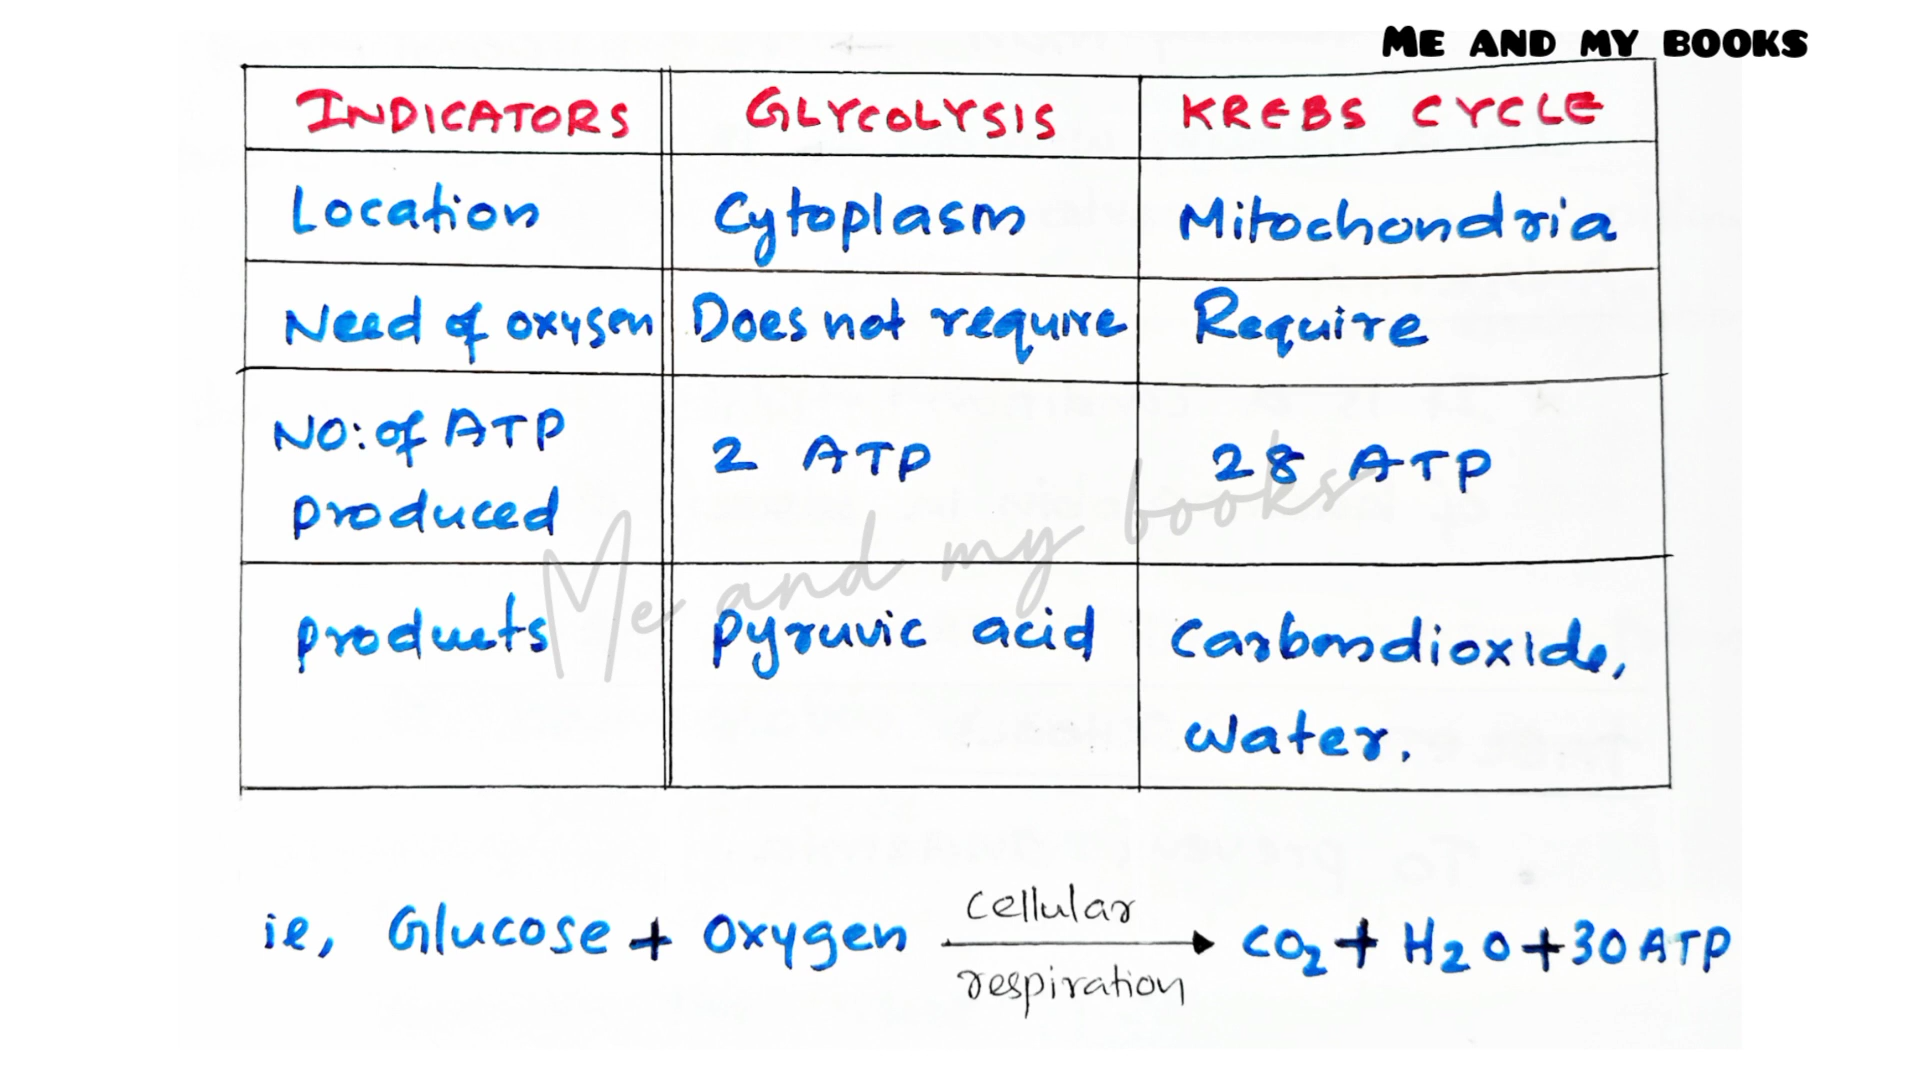 ME AND MY BOOKS
INDICATORS GLYCOLYSIS KREBS CYCLE
Location Cytoplasm Mitochondria
Need of oxygen Does not require Require
NO: of ATP
produced
2 ATP 28 ATP
Me and my books
products pyruvic acid Carbondioxide,
water.
ie, Glucose + Oxygen cellular respiration CO2 + H2O + 30 ATP